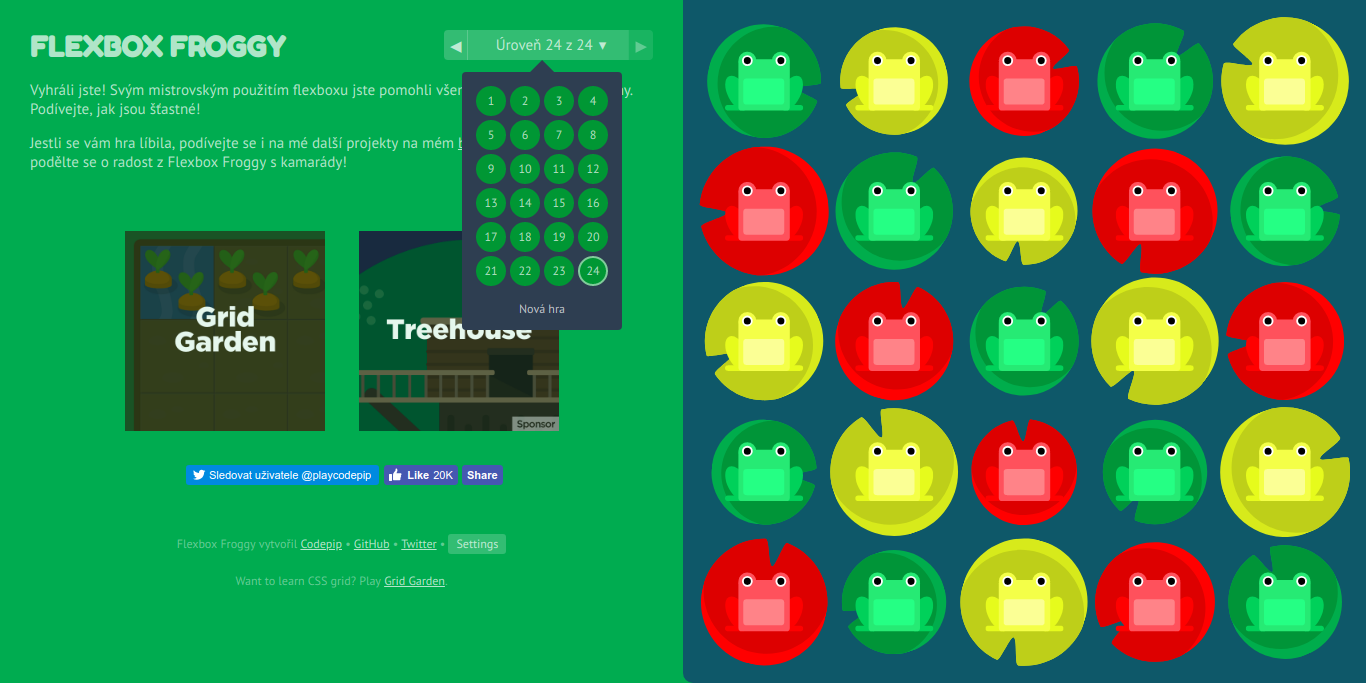 FLEXBOX FROGGY
◀ Úroveň 24 z 24 ▼ ▶
Vyhráli jste! Svým mistrovským použitím flexboxu jste pomohli
Podívejte, jak jsou šťastné!
Jestli se vám hra líbila, podívejte se i na mé další projekty na mém
podělte se o radost z Flexbox Froggy s kamarády!
1 2 3 4
5 6 7 8
9 10 11 12
13 14 15 16
17 18 19 20
21 22 23 24
Nová hra
Grid
Garden
Treehouse
Sponsor
Sledovat uživatele @playcodepip Like 20K Share
Flexbox Froggy vytvořil Codepip • GitHub • Twitter • Settings
Want to learn CSS grid? Play Grid Garden.